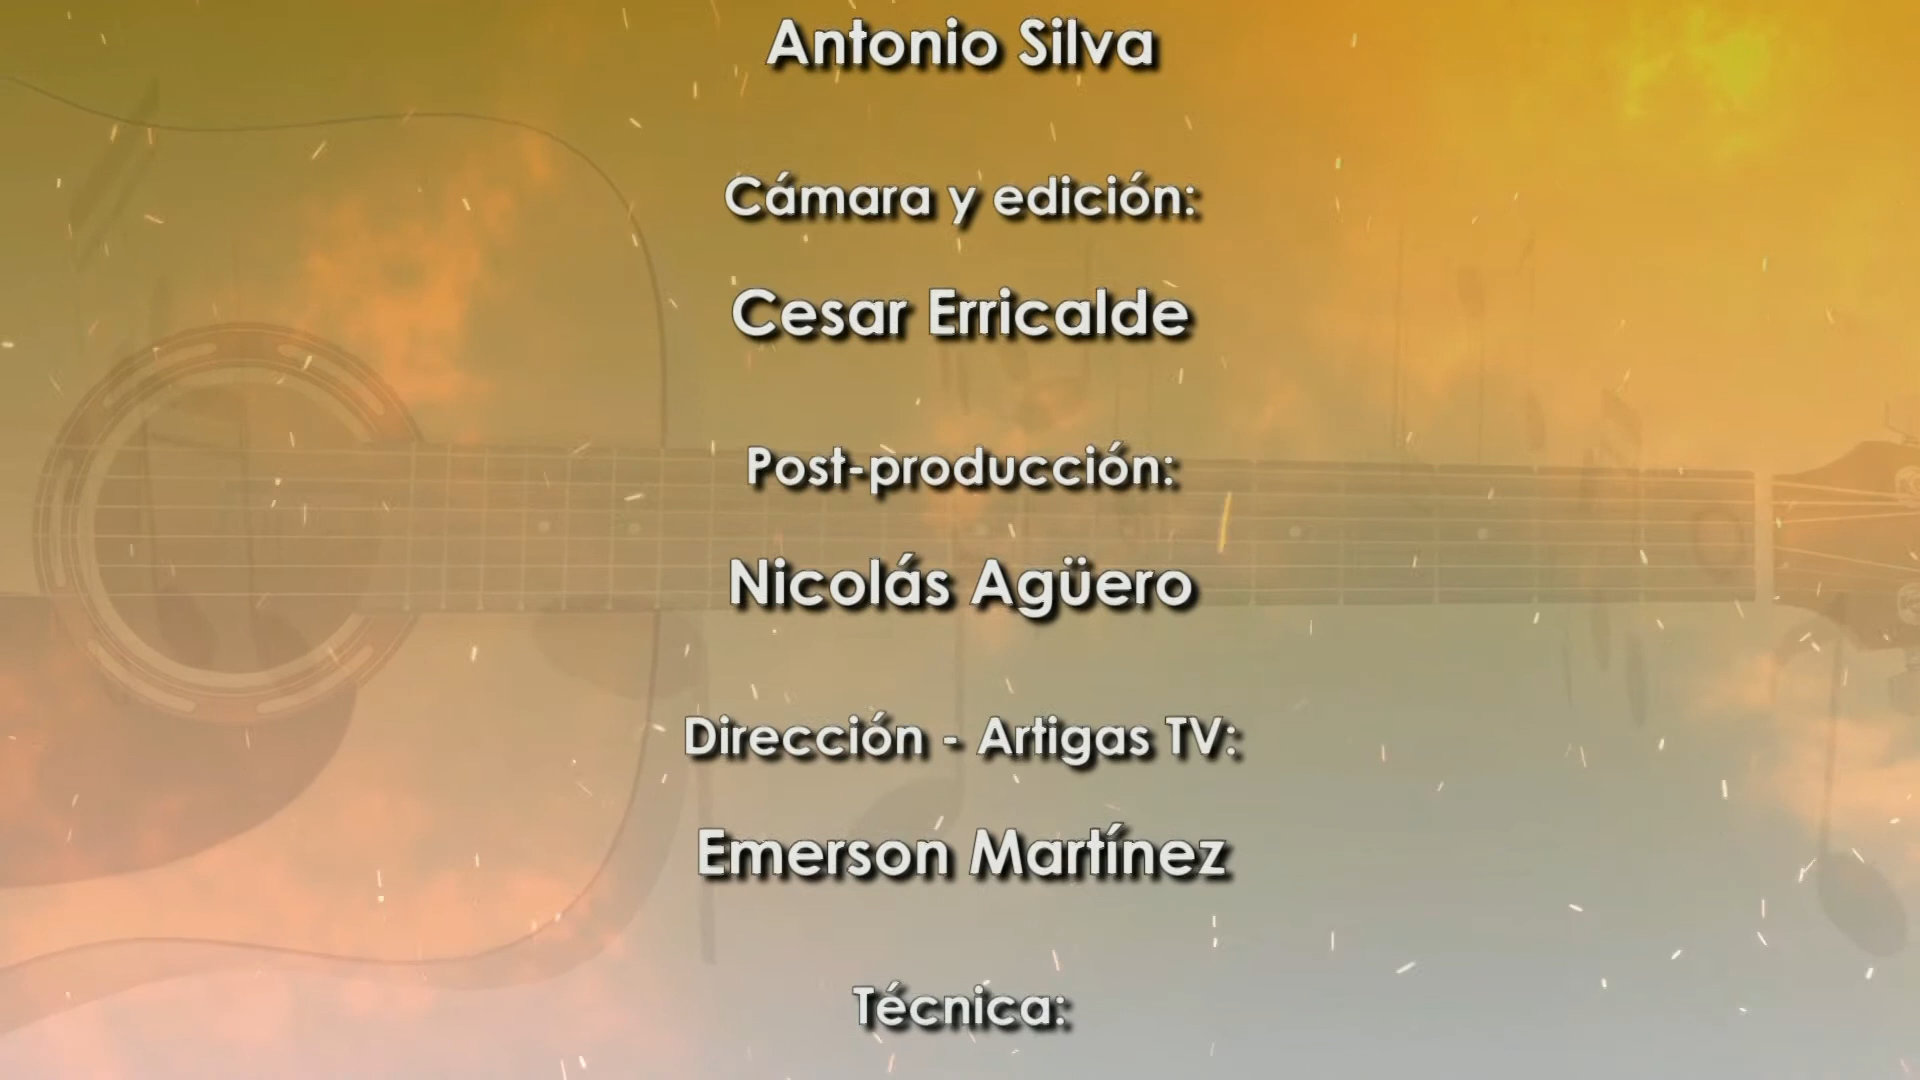 Antonio Silva
Cámara y edición:
Cesar Erricalde
Post-producción:
Nicolás Agüero
Dirección - Artigas TV:
Emerson Martínez
Técnica: